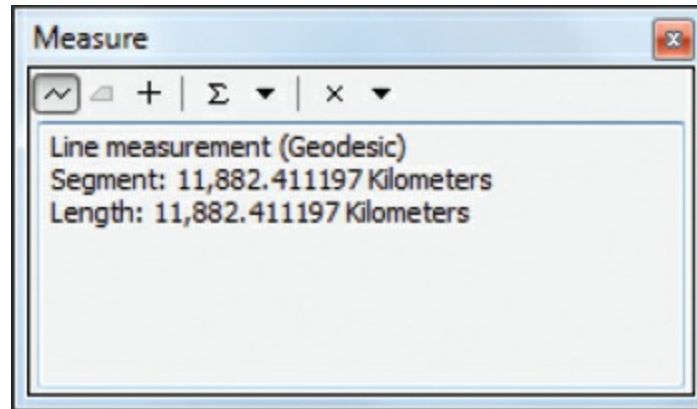 Measure
Σ
Line measurement (Geodesic)
Segment: 11,882.411197 Kilometers
Length: 11,882.411197 Kilometers